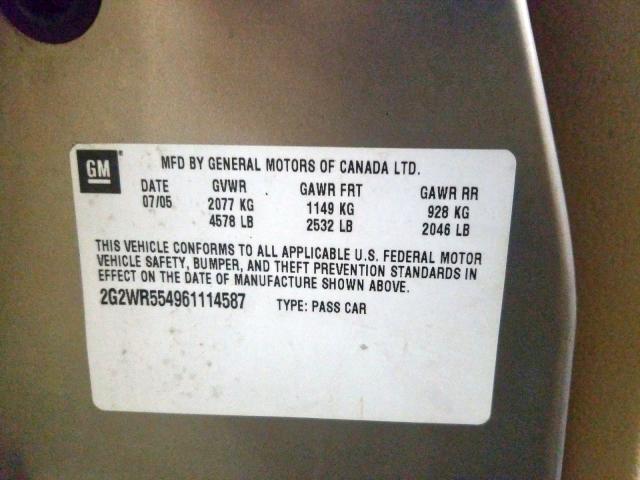 GM MFD BY GENERAL MOTORS OF CANADA LTD.
DATE GVWR GAWR FRT GAWR RR
07/05 2077 KG 1149 KG 928 KG
4578 LB 2532 LB 2046 LB
THIS VEHICLE CONFORMS TO ALL APPLICABLE U.S. FEDERAL MOTOR
VEHICLE SAFETY, BUMPER, AND THEFT PREVENTION STANDARDS IN
EFFECT ON THE DATE OF MANUFACTURE SHOWN ABOVE.
2G2WR554961114587 TYPE: PASS CAR